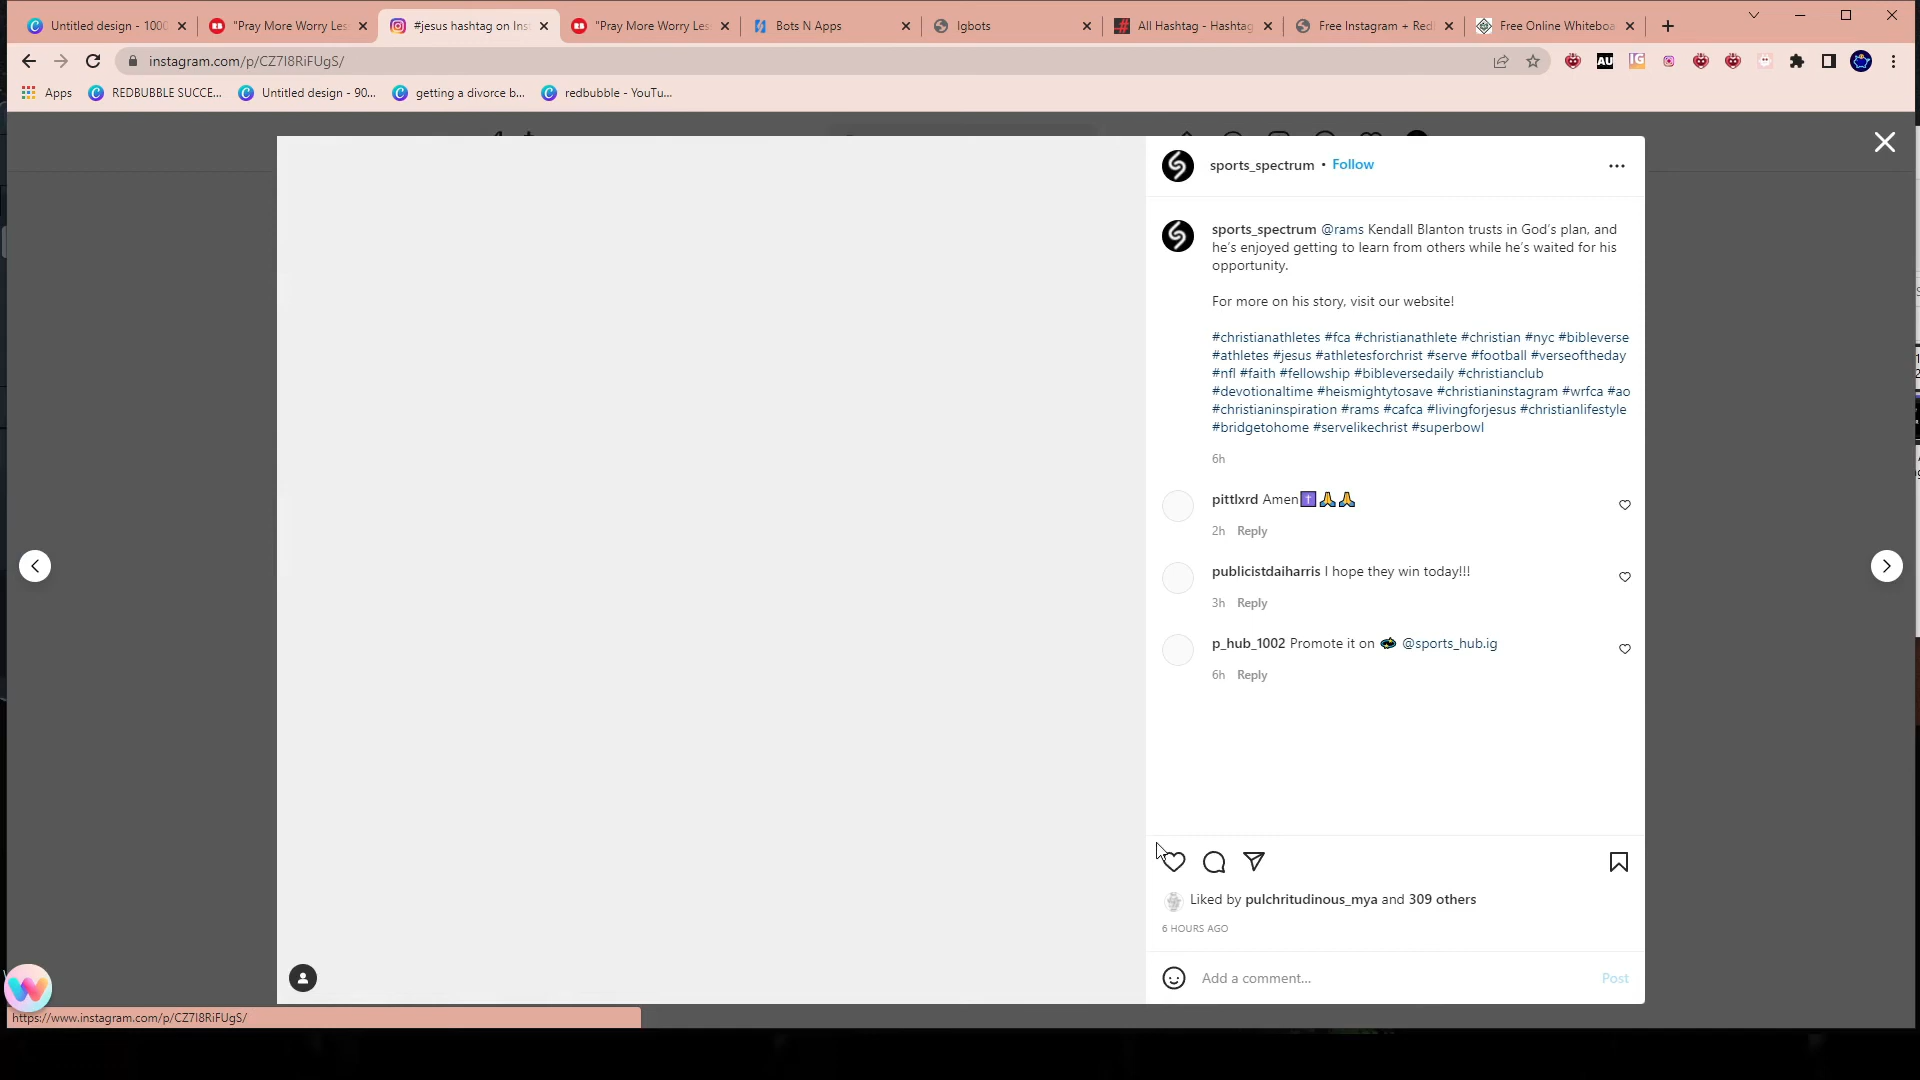 Untitled design - 1000
"Pray More Worry Les
#jesus hashtag on Inst
"Pray More Worry Les
Bots N Apps
Igbots
All Hashtag - Hashtag
Free Instagram + Red
Free Online Whiteboa
instagram.com/p/CZ7I8RiFUgS/
AU
IG
Apps
REDBUBBLE SUCCE...
Untitled design - 90...
getting a divorce b...
redbubble - YouTu...
sports_spectrum • Follow
sports_spectrum @rams Kendall Blanton trusts in God's plan, and
he's enjoyed getting to learn from others while he's waited for his
opportunity.
For more on his story, visit our website!
#christianathletes #fca #christianathlete #christian #nyc #bibleverse
#athletes #jesus #athletesforchrist #serve #football #verseoftheday
#nfl #faith #fellowship #bibleversedaily #christianclub
#devotionaltime #heismightytosave #christianinstagram #wrfca #ao
#christianinspiration #rams #cafca #livingforjesus #christianlifestyle
#bridgetohome #servelikechrist #superbowl
6h
pittlxrd Amen✝️🙏🙏
2h Reply
publicistdaiharris I hope they win today!!!
3h Reply
p_hub_1002 Promote it on @sports_hub.ig
6h Reply
Liked by pulchritudinous_mya and 309 others
6 HOURS AGO
Add a comment...
Post
https://www.instagram.com/p/CZ7I8RiFUgS/